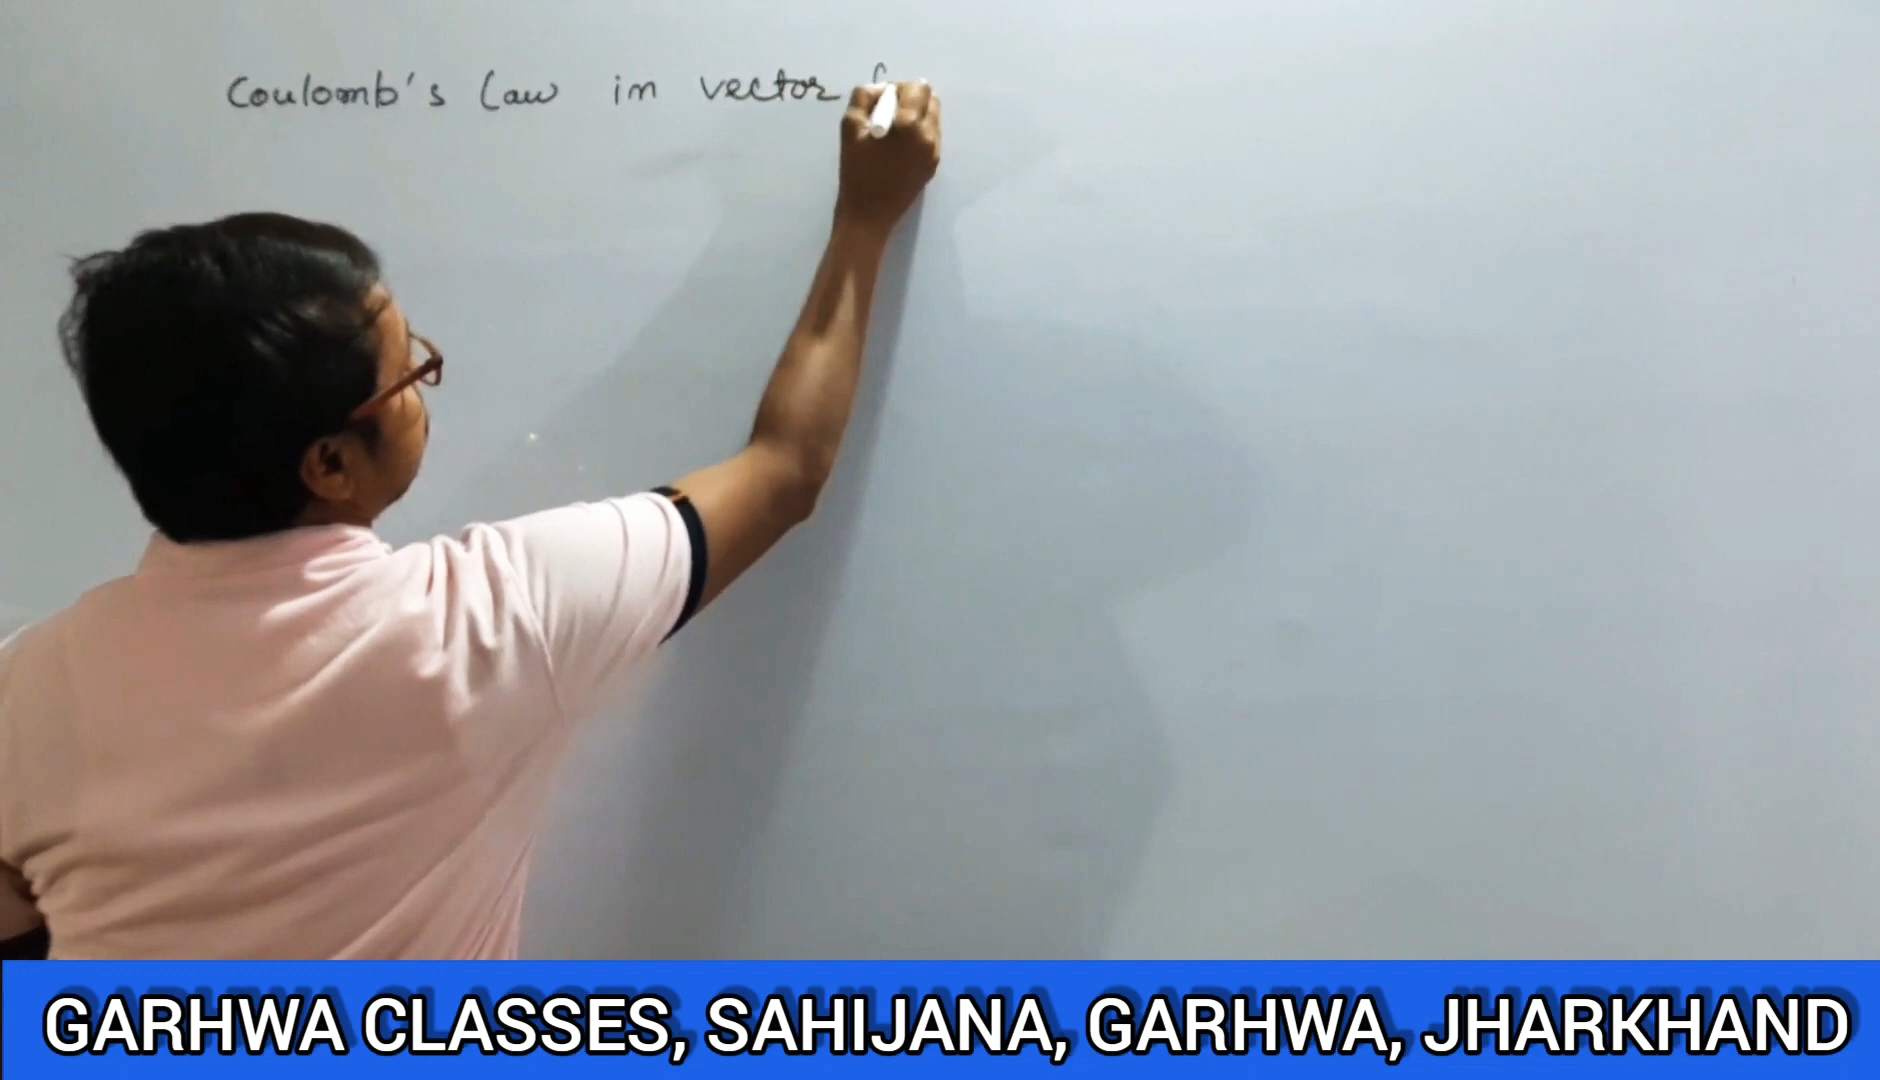 Coulomb's Law in vector
GARHWA CLASSES, SAHIJANA, GARHWA, JHARKHAND